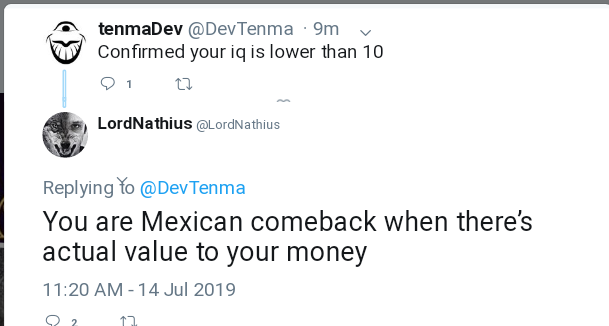 tenmaDev @DevTenma · 9m
Confirmed your iq is lower than 10
1
LordNathius @LordNathius
Replying to @DevTenma
You are Mexican comeback when there's
actual value to your money
11:20 AM - 14 Jul 2019
2